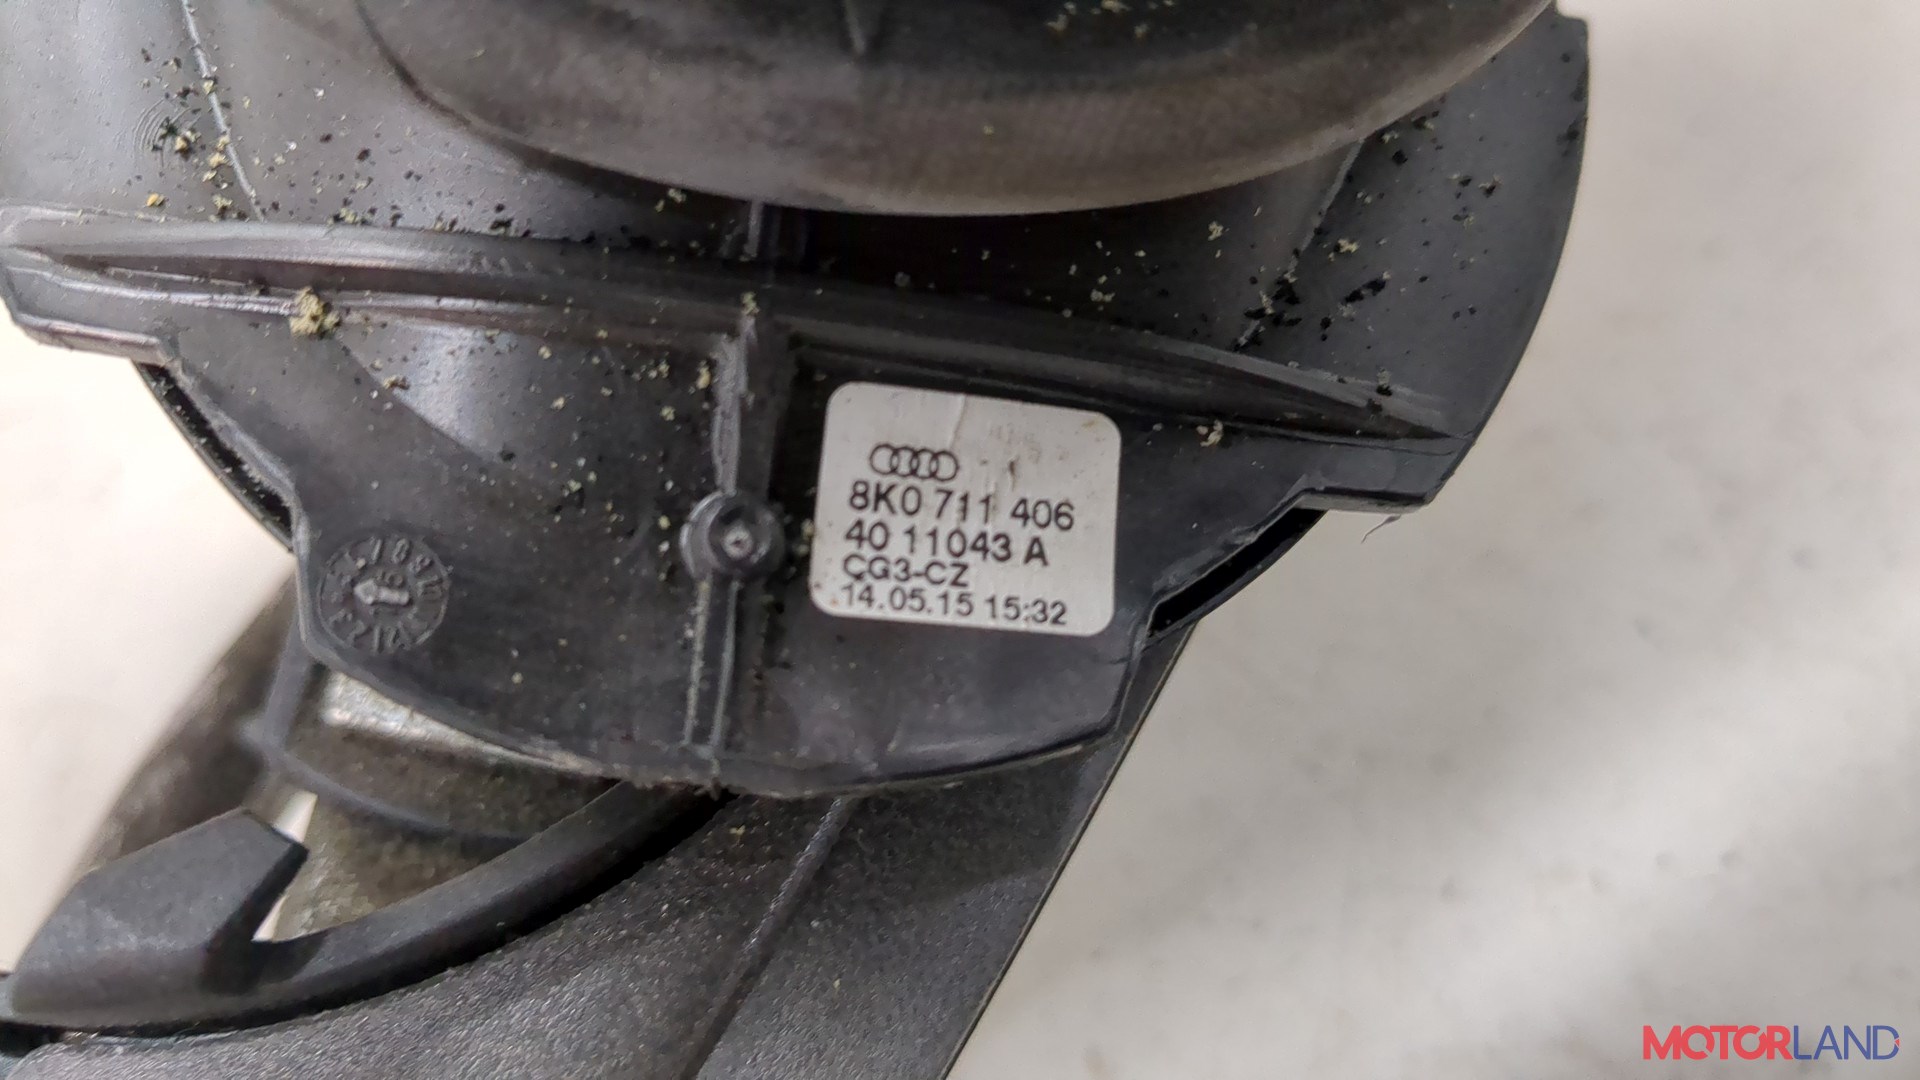 8K0 711 406
40 11043 A
CG3-CZ
14.05.15 15:32
MOTORLAND